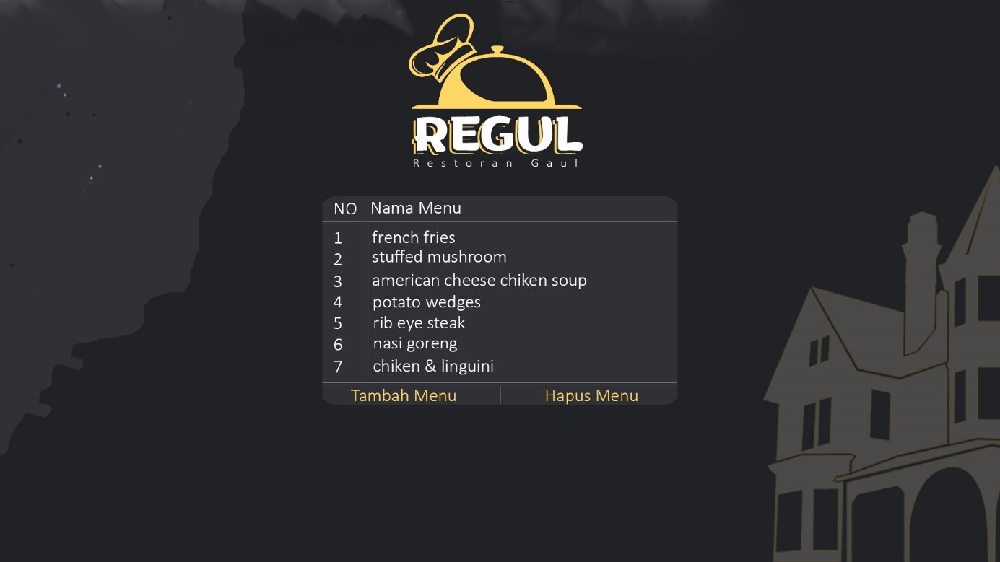 REGUL
Restoran Gaul
NO Nama Menu
1 french fries
2 stuffed mushroom
3 american cheese chiken soup
4 potato wedges
5 rib eye steak
6 nasi goreng
7 chiken & linguini
Tambah Menu Hapus Menu